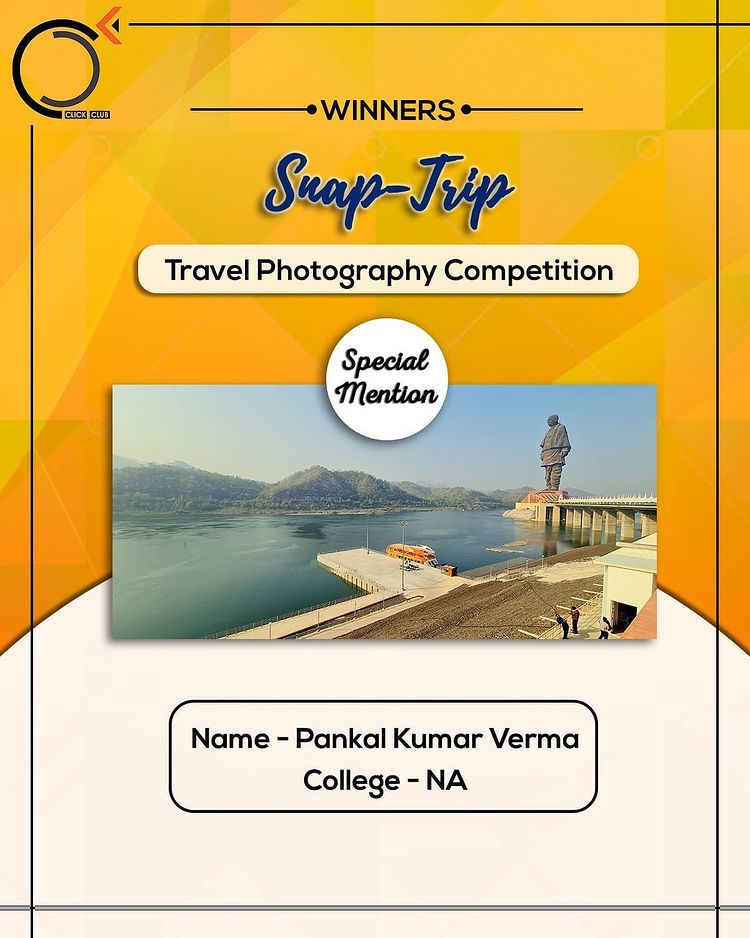 CLICK CLUB
WINNERS
Snap-Trip
Travel Photography Competition
Special
Mention
Name - Pankal Kumar Verma
College - NA